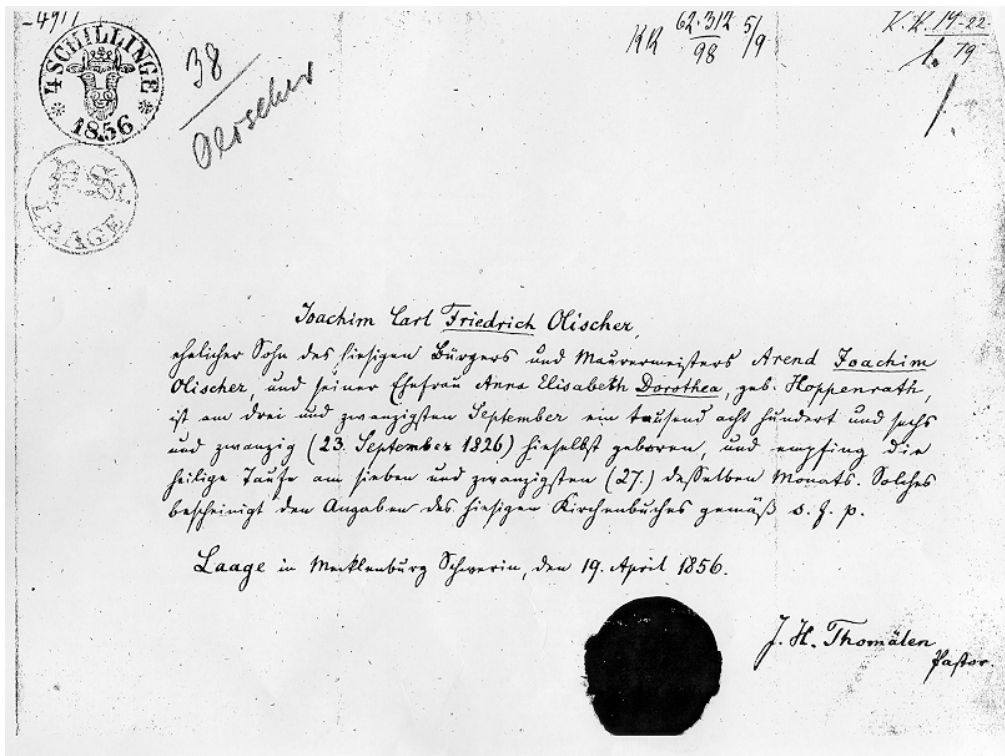 4 SCHILLINGE
1856
LAAGE
38
Olischer
KK 62.312 5/9
98
K.K. 14-22
79
Joachim Carl Friedrich Olischer,
ehelicher Sohn des hiesigen Bürgers und Maurermeisters Arend Joachim
Olischer, und seiner Ehefrau Anna Elisabeth Dorothea, geb. Hoppenrath,
ist am drei und zwanzigsten September ein tausend acht hundert und sechs
und zwanzig (23. September 1826) hieselbst geboren, und empfing die
heilige Taufe am sieben und zwanzigsten (27.) desselben Monats. Solches
bescheinigt den Angaben des hiesigen Kirchenbuches gemäß s. f. p.
Laage in Mecklenburg Schwerin, den 19. April 1856.
J. H. Thomälen
Pastor.